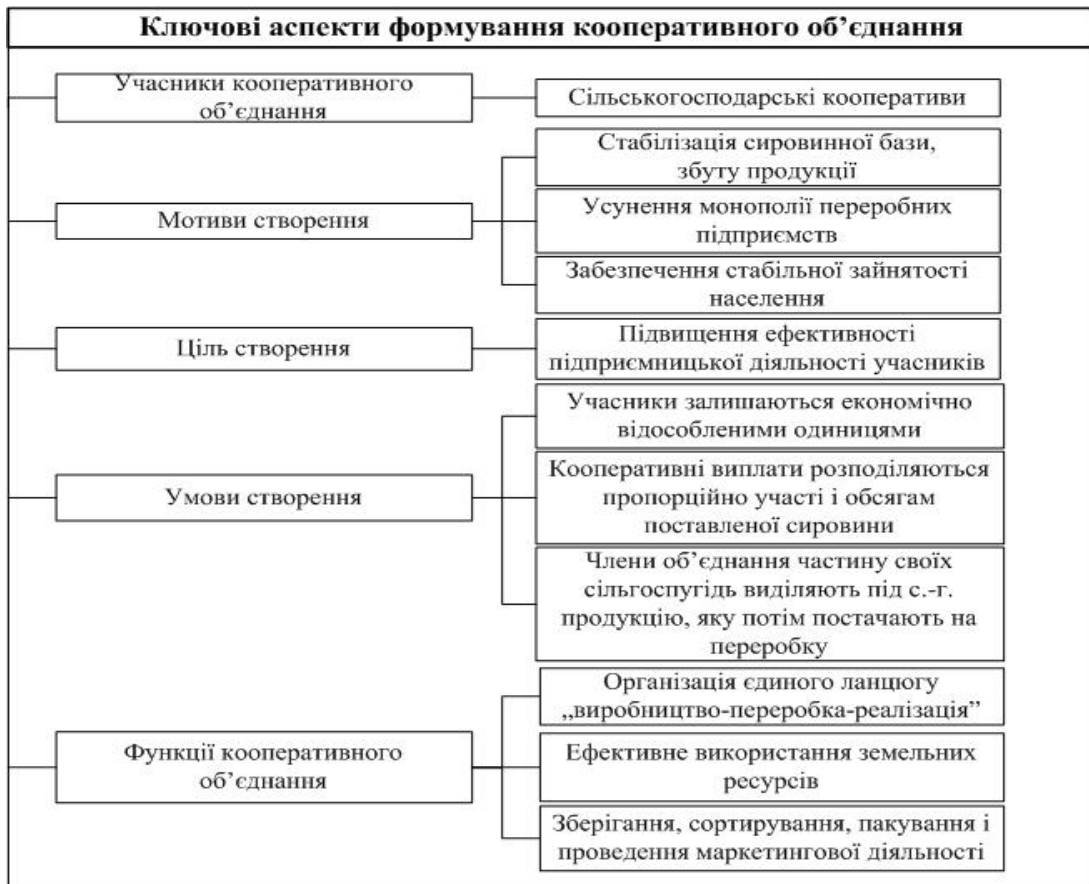 Ключові аспекти формування кооперативного об’єднання
Учасники кооперативного
об’єднання
Сільськогосподарські кооперативи
Мотиви створення
Стабілізація сировинної бази,
збуту продукції
Усунення монополії переробних
підприємств
Забезпечення стабільної зайнятості
населення
Ціль створення
Підвищення ефективності
підприємницької діяльності учасників
Умови створення
Учасники залишаються економічно
відособленими одиницями
Кооперативні виплати розподіляються
пропорційно участі і обсягам
поставленої сировини
Члени об’єднання частину своїх
сільгоспугідь виділяють під с.-г.
продукцію, яку потім постачають на
переробку
Функції кооперативного
об’єднання
Організація єдиного ланцюгу
„виробництво-переробка-реалізація”
Ефективне використання земельних
ресурсів
Зберігання, сортирування, пакування і
проведення маркетингової діяльності